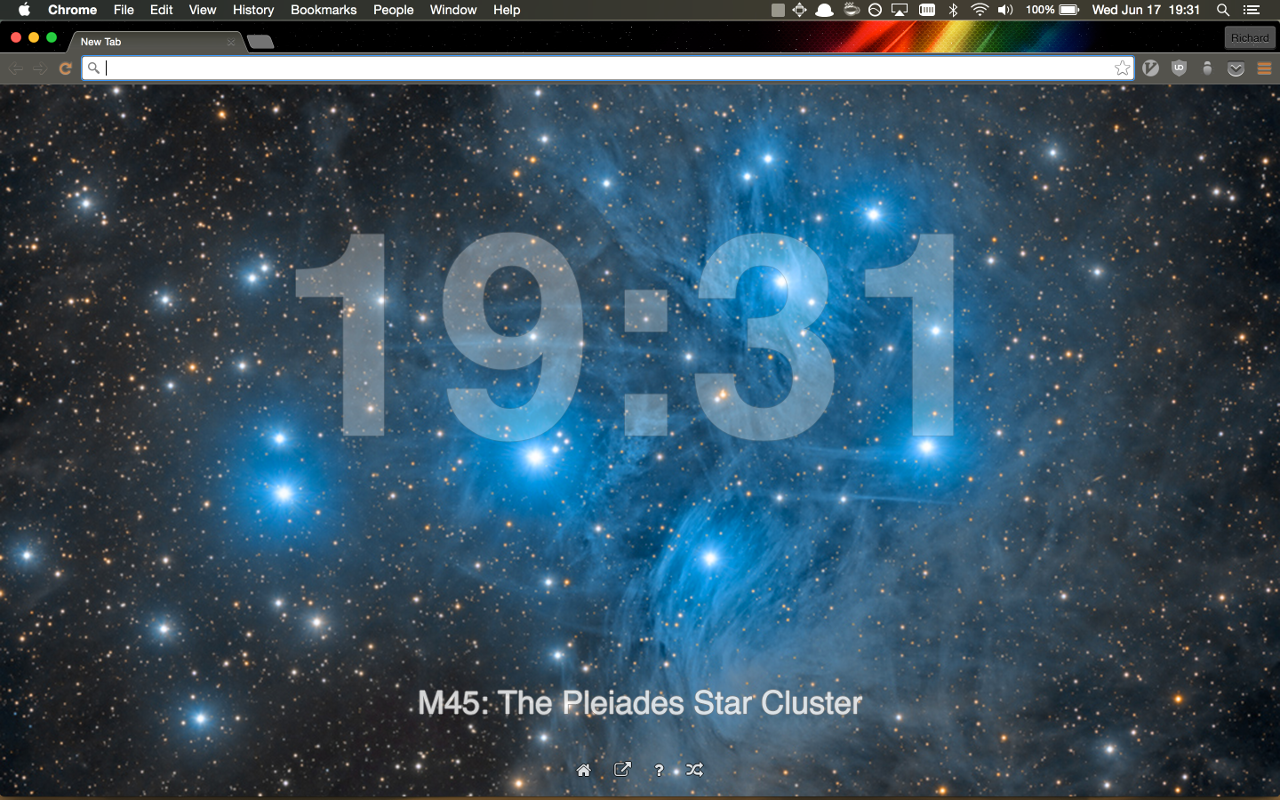 Chrome File Edit View History Bookmarks People Window Help 100% Wed Jun 17 19:31
New Tab Richard
19:31
M45: The Pleiades Star Cluster
?